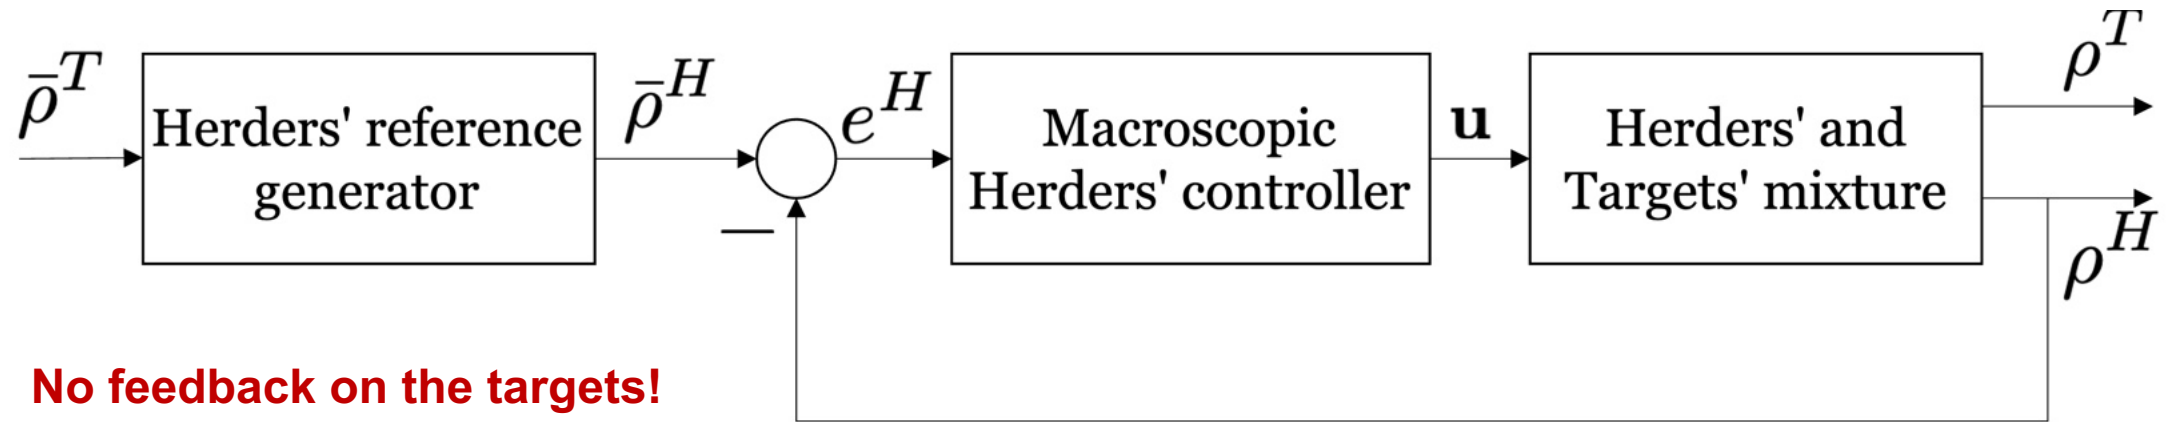 ρ̄^T
Herders' reference
generator
ρ̄^H
−
e^H
Macroscopic
Herders' controller
u
Herders' and
Targets' mixture
ρ^T
ρ^H
No feedback on the targets!